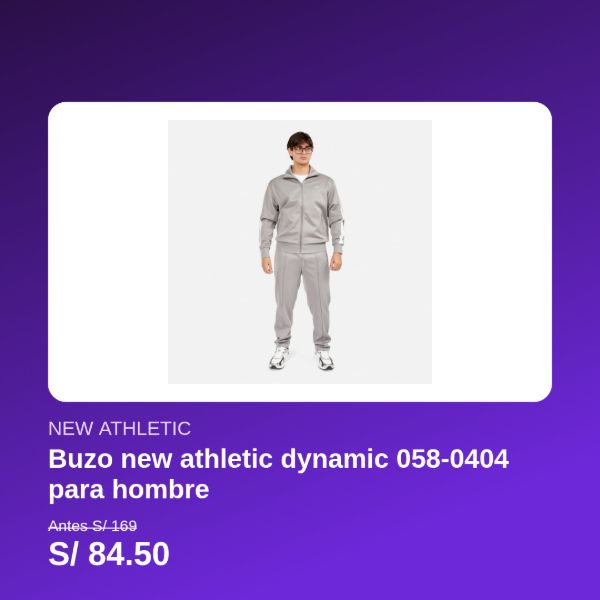 NEW ATHLETIC
Buzo new athletic dynamic 058-0404
para hombre
Antes S/ 169
S/ 84.50